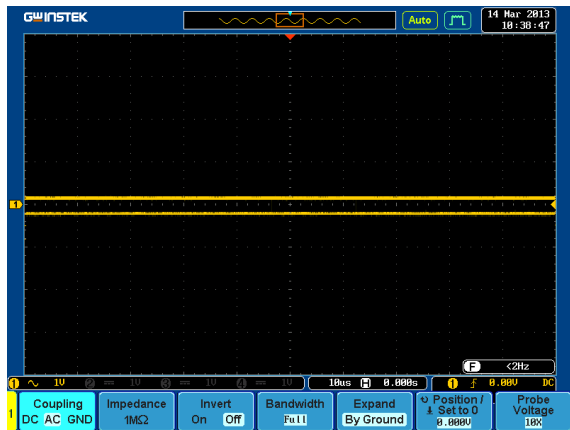 GWINSTEK
Auto
14 Mar 2013
10:38:47
1
F <2Hz
1 1V 2 1V 3 1V 4 1V 10us H 0.000s 1 0.00V DC
1
Coupling
DC AC GND
Impedance
1MΩ
Invert
On Off
Bandwidth
Full
Expand
By Ground
Position /
Set to 0
0.000V
Probe
Voltage
10X